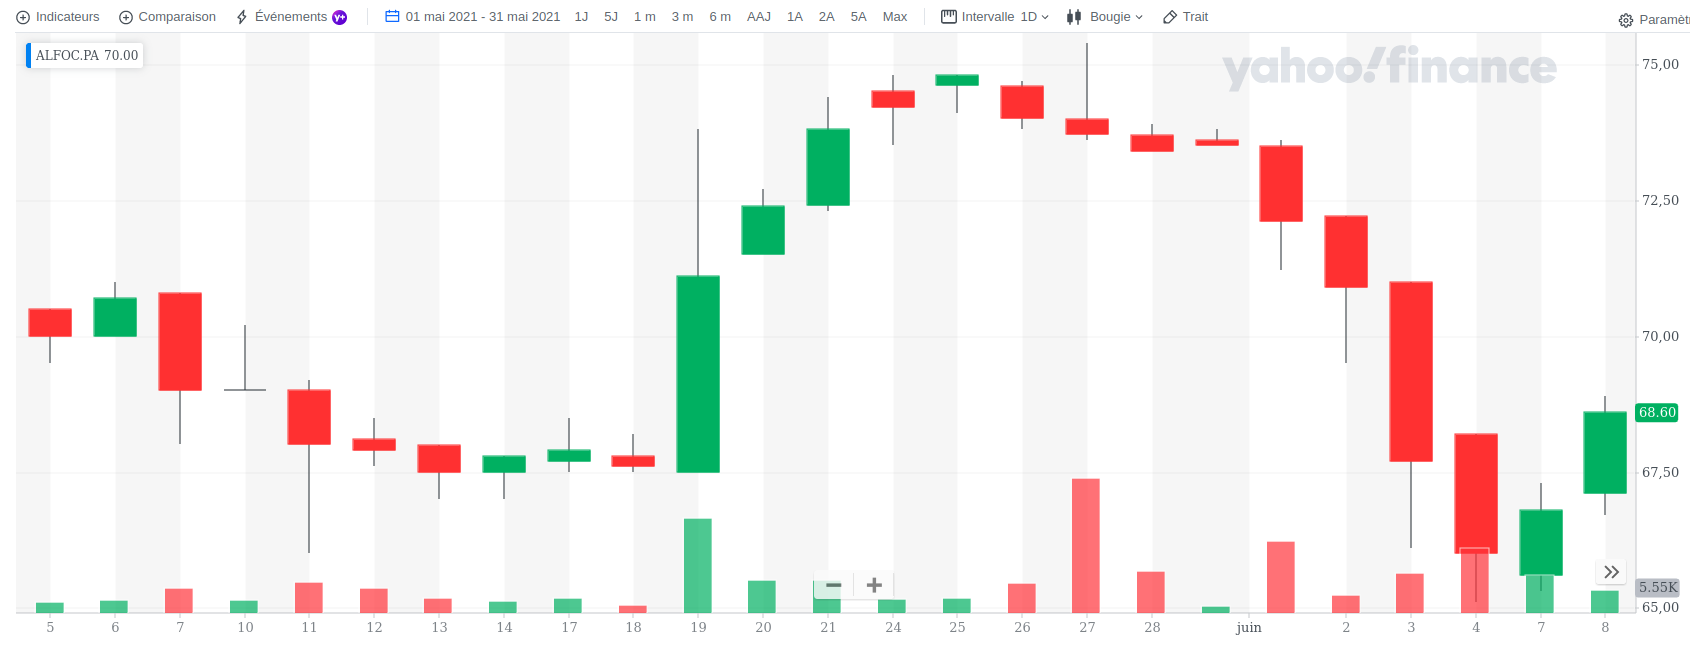 Indicateurs Comparaison Événements Y+ 01 mai 2021 - 31 mai 2021 1J 5J 1 m 3 m 6 m AAJ 1A 2A 5A Max Intervalle 1D Bougie Trait Paramètr
ALFOC.PA 70.00
yahoo!finance
75,00
72,50
70,00
68.60
67,50
5.55K
65,00
5 6 7 10 11 12 13 14 17 18 19 20 21 24 25 26 27 28 juin 2 3 4 7 8